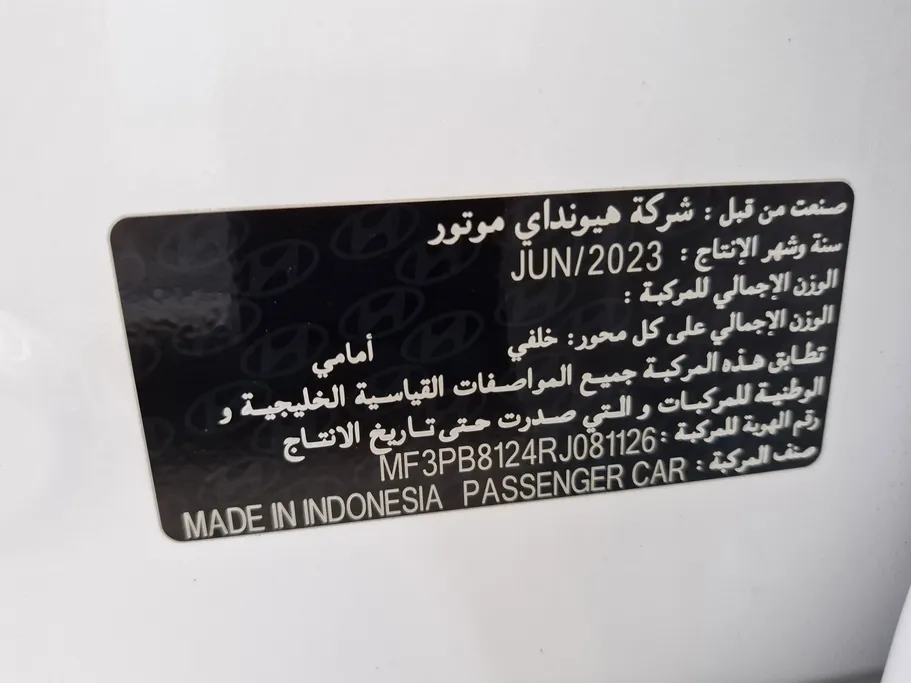 صنعت من قبل : شركة هيونداي موتور
سنة وشهر الإنتاج : JUN/2023
الوزن الإجمالي للمركبة :
الوزن الإجمالي على كل محور: خلفي أمامي
تطابق هذه المركبة جميع المواصفات القياسية الخليجية و
الوطنية للمركبات و التي صدرت حتى تاريخ الانتاج
رقم الهوية للمركبة : MF3PB8124RJ081126
صنف المركبة : PASSENGER CAR MADE IN INDONESIA